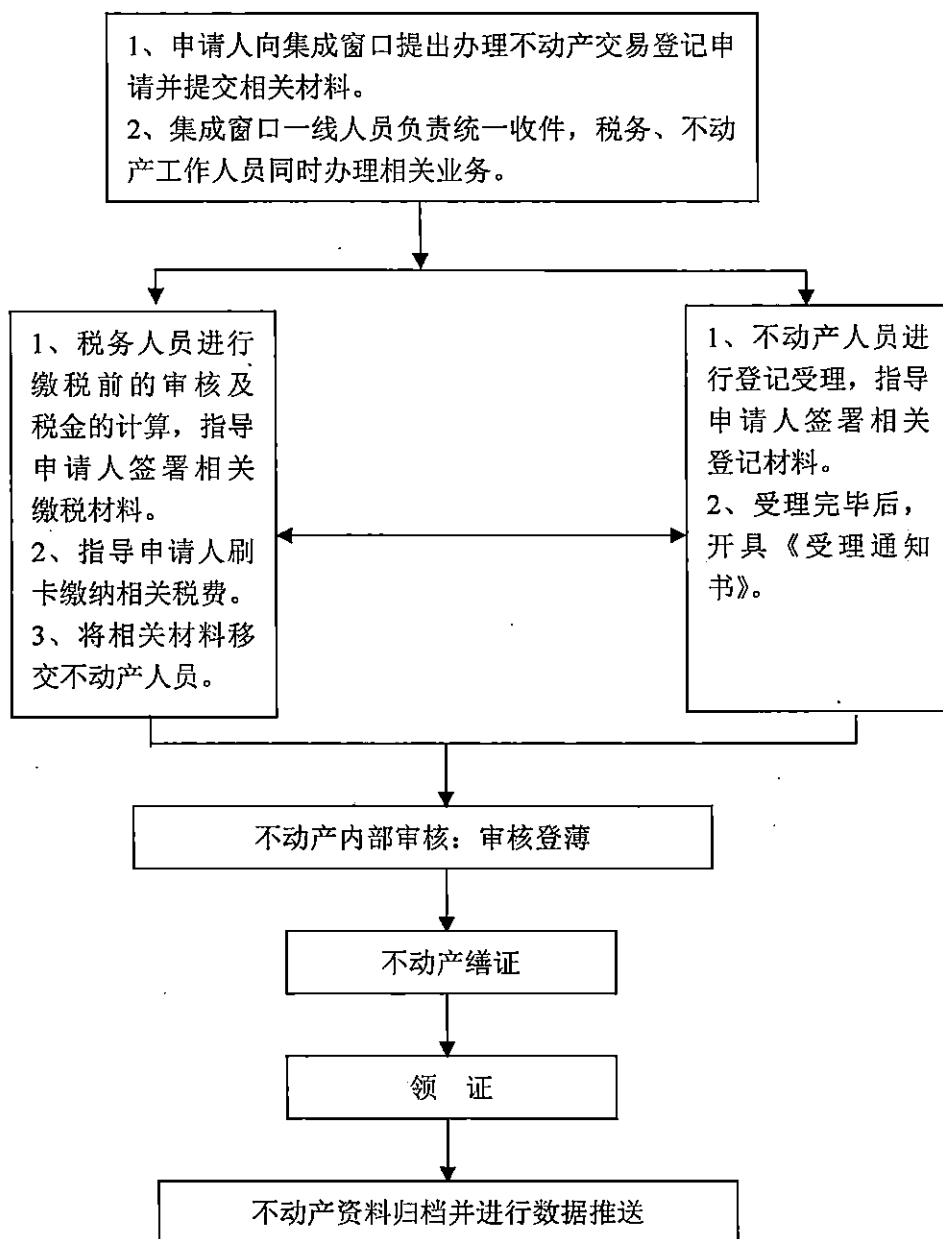 1、申请人向集成窗口提出办理不动产交易登记申
请并提交相关材料。
2、集成窗口一线人员负责统一收件，税务、不动
产工作人员同时办理相关业务。
1、税务人员进行
缴税前的审核及
税金的计算，指导
申请人签署相关
缴税材料。
2、指导申请人刷
卡缴纳相关税费。
3、将相关材料移
交不动产人员。
1、不动产人员进
行登记受理，指导
申请人签署相关
登记材料。
2、受理完毕后，
开具《受理通知
书》。
不动产内部审核：审核登薄
不动产缮证
领　证
不动产资料归档并进行数据推送